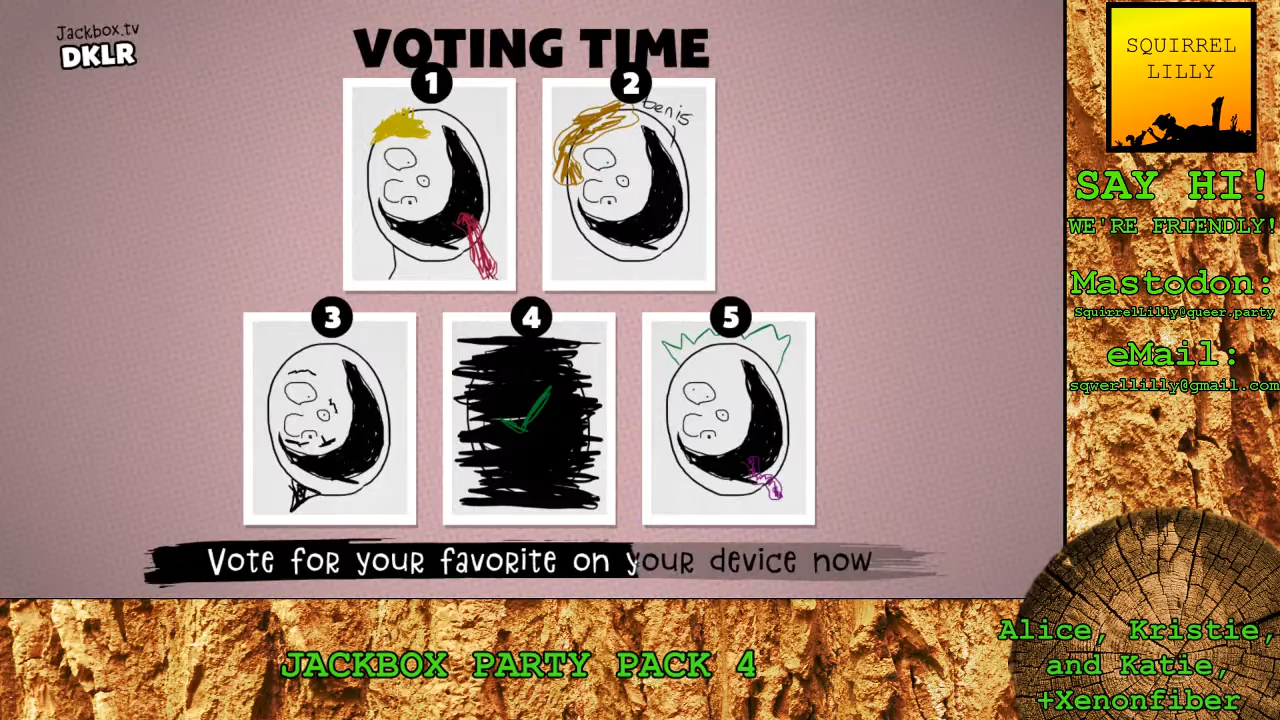 Jackbox.tv
DKLR
VOTING TIME
1
2
benis
3
4
5
Vote for your favorite on your device now
SQUIRREL
LILLY
SAY HI!
WE'RE FRIENDLY!
Mastodon:
SquirrelLilly@queer.party
eMail:
sqwerllilly@gmail.com
JACKBOX PARTY PACK 4
Alice, Kristie,
and Katie,
+Xenonfiber